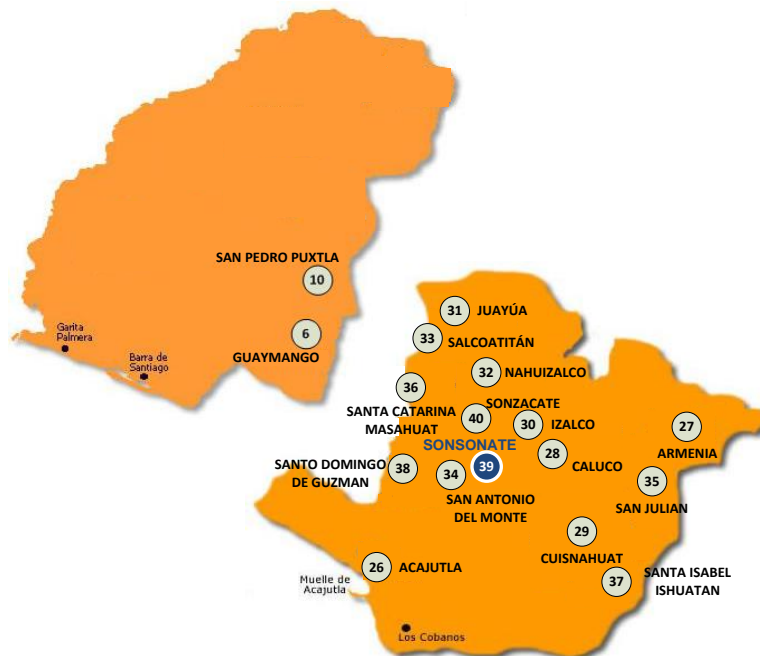 SAN PEDRO PUXTLA
10
6
GUAYMANGO
Garita
Palmera
Barra de
Santiago
31
JUAYÚA
33
SALCOATITÁN
32
NAHUIZALCO
36
SANTA CATARINA
MASAHUAT
SONZACATE
40
30
IZALCO
27
ARMENIA
SONSONATE
39
28
CALUCO
SANTO DOMINGO
DE GUZMAN
38
34
SAN ANTONIO
DEL MONTE
35
SAN JULIAN
29
CUISNAHUAT
26
ACAJUTLA
Muelle de
Acajutla
37
SANTA ISABEL
ISHUATAN
Los Cobanos